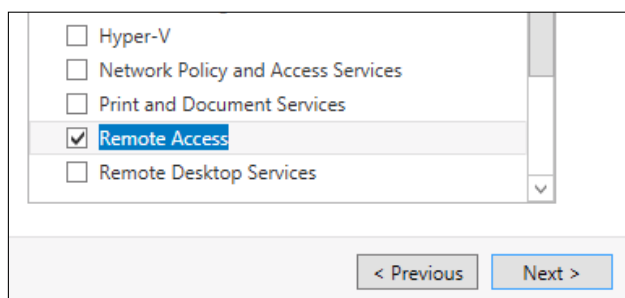 Hyper-V
Network Policy and Access Services
Print and Document Services
Remote Access
Remote Desktop Services
< Previous
Next >